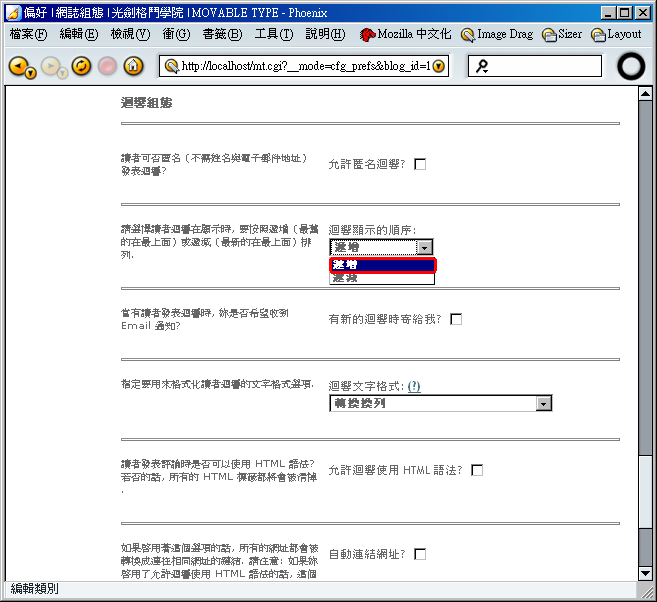 偏好 | 網誌組態 | 光劍格鬥學院 | MOVABLE TYPE - Phoenix
檔案(F) 編輯(E) 檢視(V) 衝(G) 書籤(B) 工具(T) 說明(H) Mozilla 中文化 Image Drag Sizer Layout
http://localhost/mt.cgi?__mode=cfg_prefs&blog_id=1
迴響組態
讀者可否匿名 (不需姓名與電子郵件地址)
發表迴響?
允許匿名迴響?
請選擇讀者迴響在顯示時, 要按照遞增 (最舊
的在最上面) 或遞減 (最新的在最上面) 排
列.
迴響顯示的順序:
遞增
遞增
遞減
當有讀者發表迴響時, 妳是否希望收到
Email 通知?
有新的迴響時寄給我?
指定要用來格式化讀者迴響的文字格式選項.
迴響文字格式: (?)
轉換換列
讀者發表評論時是否可以使用 HTML 語法?
若否的話, 所有的 HTML 標籤都將會被清掉
.
允許迴響使用 HTML 語法?
如果啓用著這個選項的話, 所有的網址都會被
轉換成連往相同網址的鏈結. 請注意: 如果妳
啓用了允許迴響使用 HTML 語法的話, 這個
自動連結網址?
編輯類別